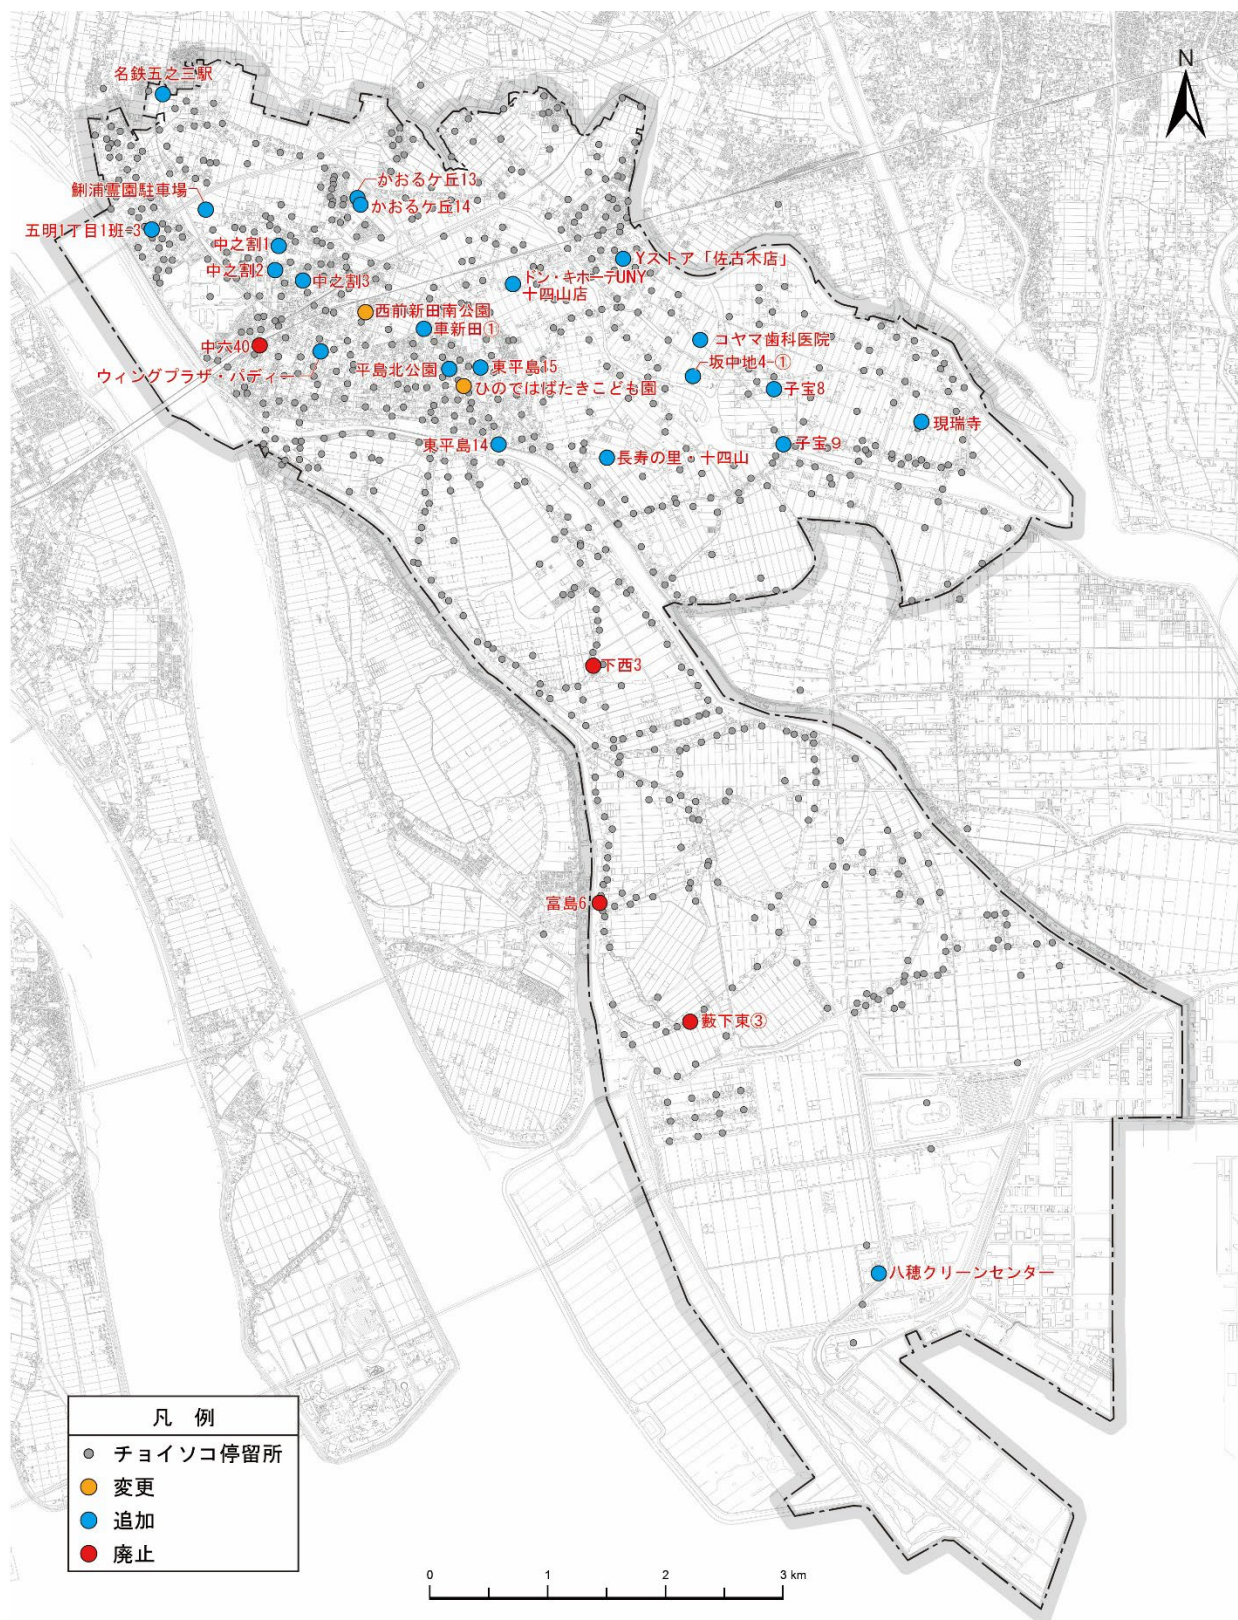 N
名鉄五之三駅
かおるケ丘13
鯏浦霊園駐車場
かおるケ丘14
五明1丁目1班-3
中之割1
Yストア「佐古木店」
中之割2
中之割3
ドン・キホーテUNY
十四山店
西前新田南公園
車新田①
コヤマ歯科医院
中六40
坂中地4-①
平島北公園
東平島15
ウィングプラザ・パディー
ひのではばたきこども園
子宝8
現瑞寺
東平島14
子宝９
長寿の里・十四山
下西3
富島6
藪下東③
八穂クリーンセンター
凡 例
チョイソコ停留所
変更
追加
廃止
0 1 2 3 km